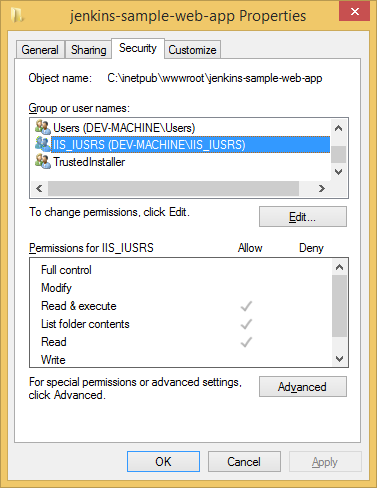 jenkins-sample-web-app Properties
General Sharing Security Customize
Object name: C:\inetpub\wwwroot\jenkins-sample-web-app
Group or user names:
Users (DEV-MACHINE\Users)
IIS_IUSRS (DEV-MACHINE\IIS_IUSRS)
TrustedInstaller
To change permissions, click Edit.
Edit...
Permissions for IIS_IUSRS Allow Deny
Full control
Modify
Read & execute
List folder contents
Read
Write
For special permissions or advanced settings,
click Advanced.
Advanced
OK Cancel Apply